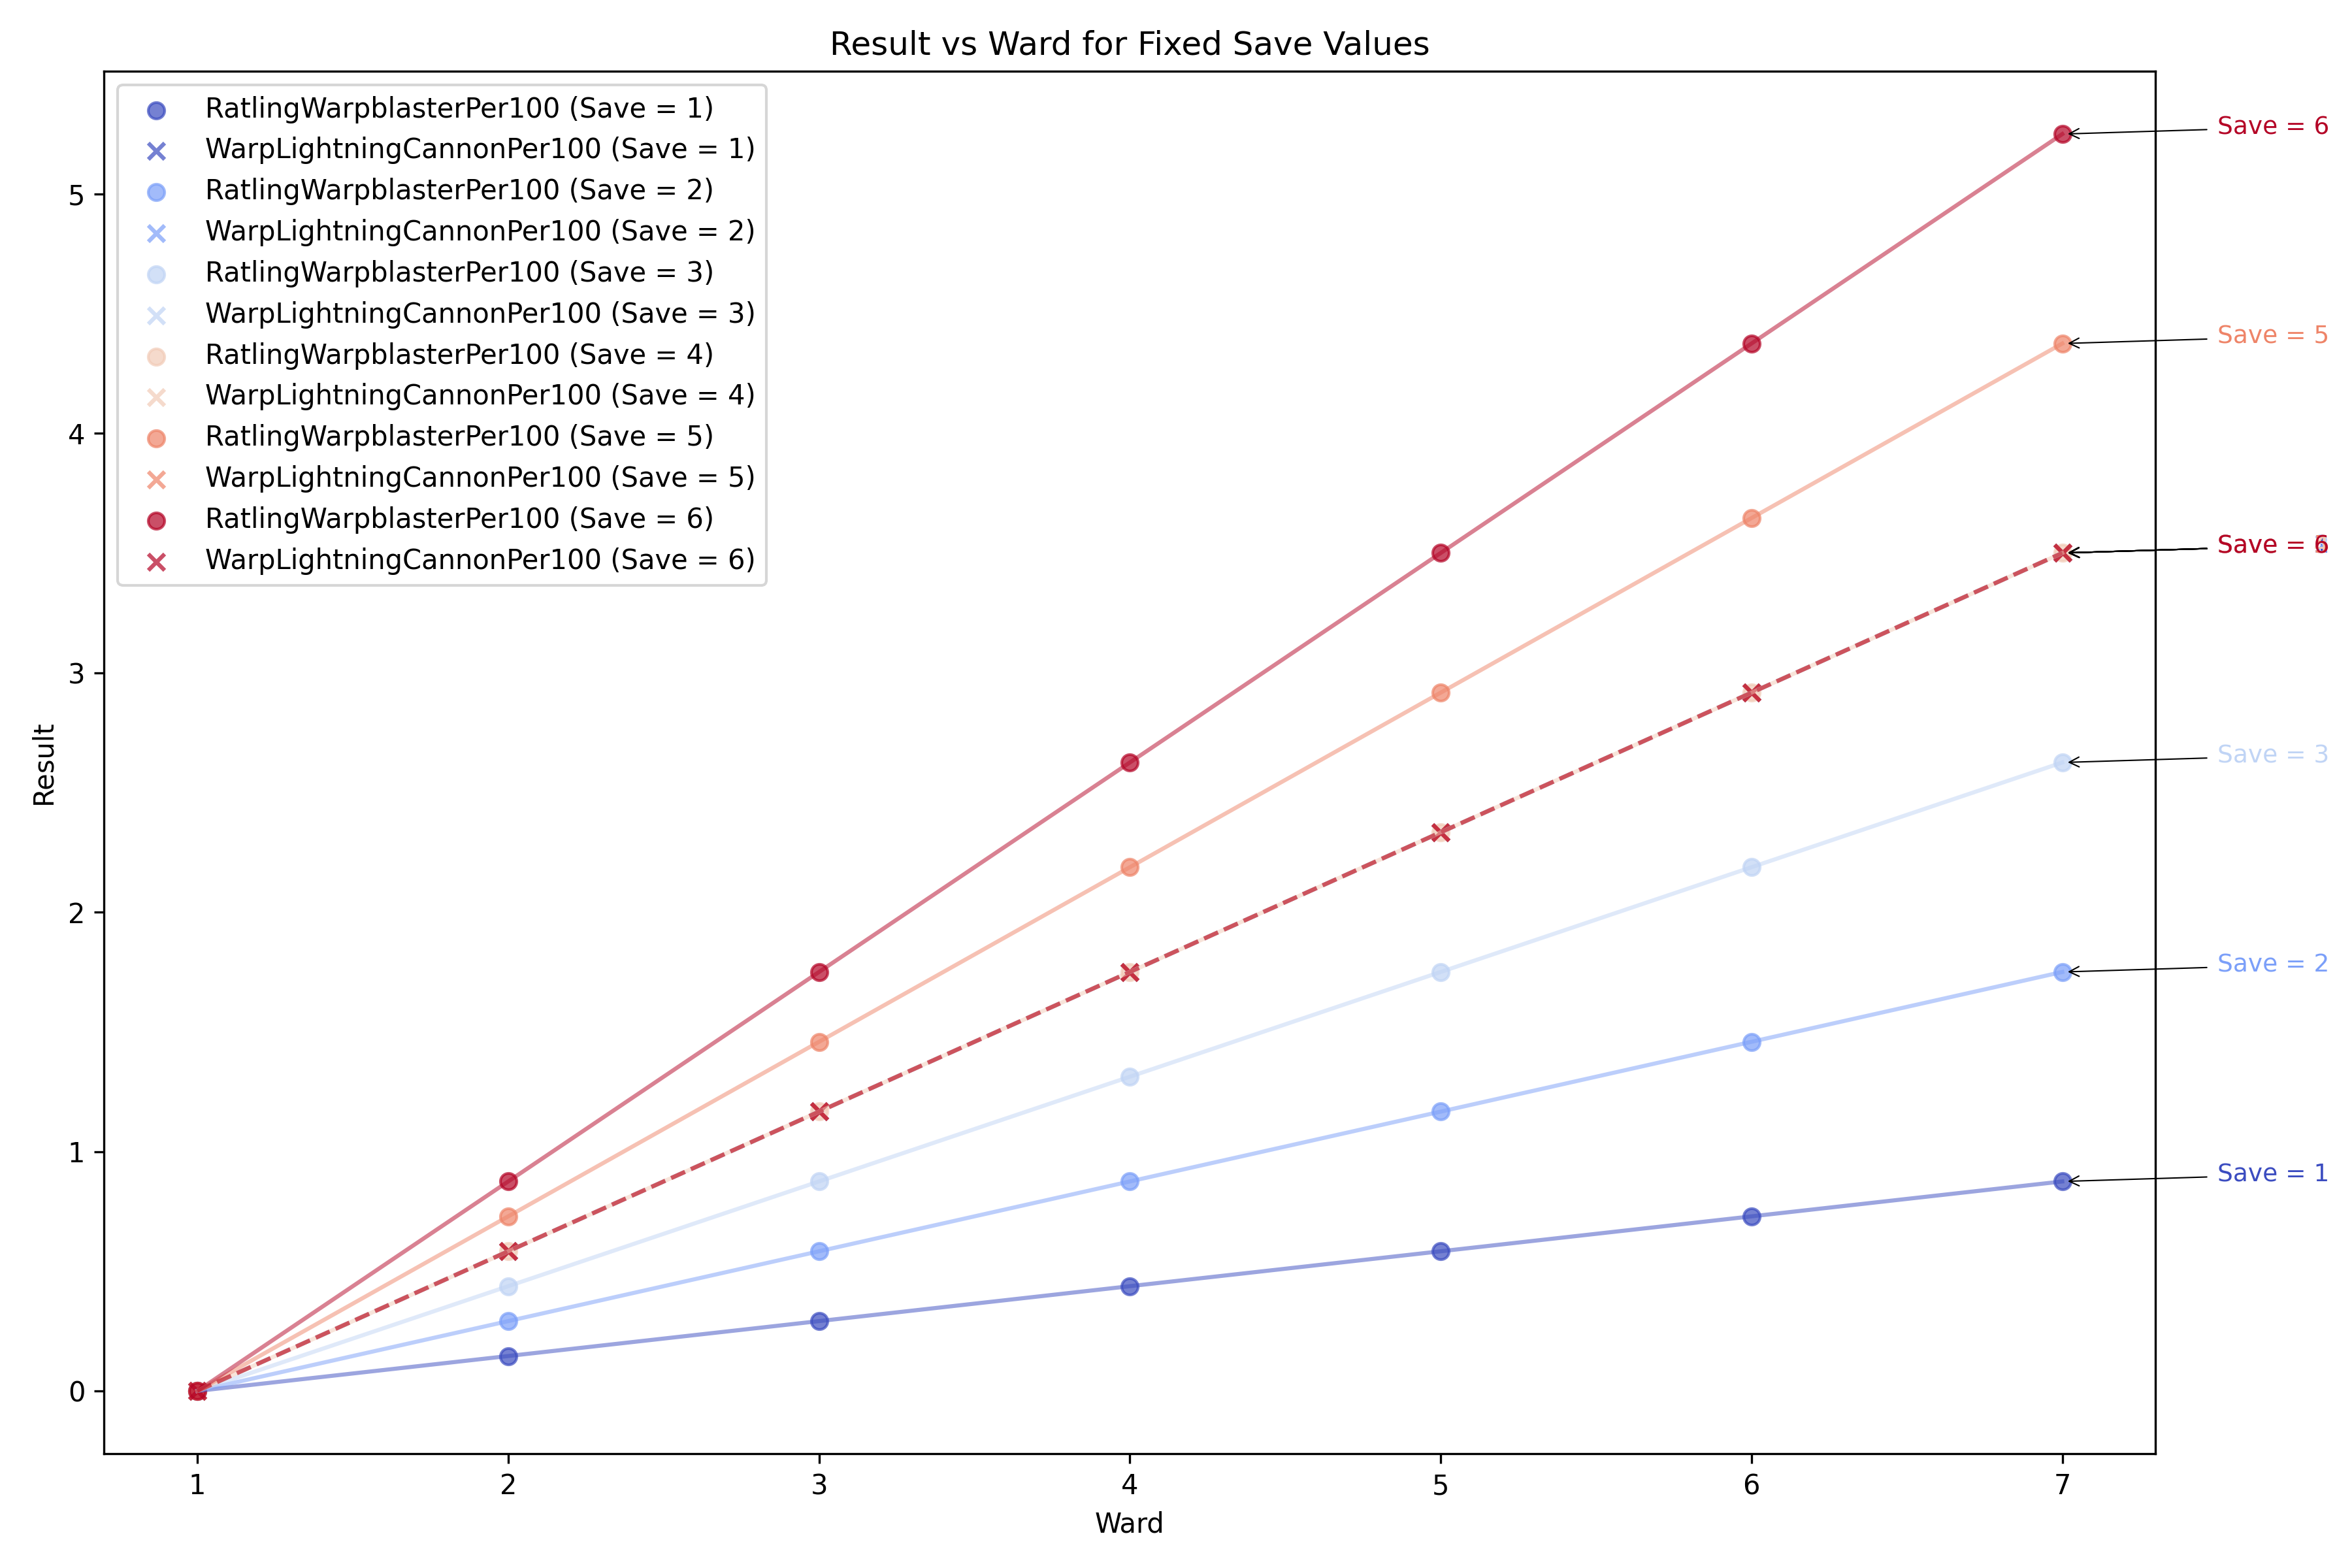 Result vs Ward for Fixed Save Values
RatlingWarpblasterPer100 (Save = 1)
WarpLightningCannonPer100 (Save = 1)
RatlingWarpblasterPer100 (Save = 2)
WarpLightningCannonPer100 (Save = 2)
RatlingWarpblasterPer100 (Save = 3)
WarpLightningCannonPer100 (Save = 3)
RatlingWarpblasterPer100 (Save = 4)
WarpLightningCannonPer100 (Save = 4)
RatlingWarpblasterPer100 (Save = 5)
WarpLightningCannonPer100 (Save = 5)
RatlingWarpblasterPer100 (Save = 6)
WarpLightningCannonPer100 (Save = 6)
Save = 6
Save = 5
Save = 6
Save = 3
Save = 2
Save = 1
5
4
3
2
1
0
Result
1 2 3 4 5 6 7
Ward